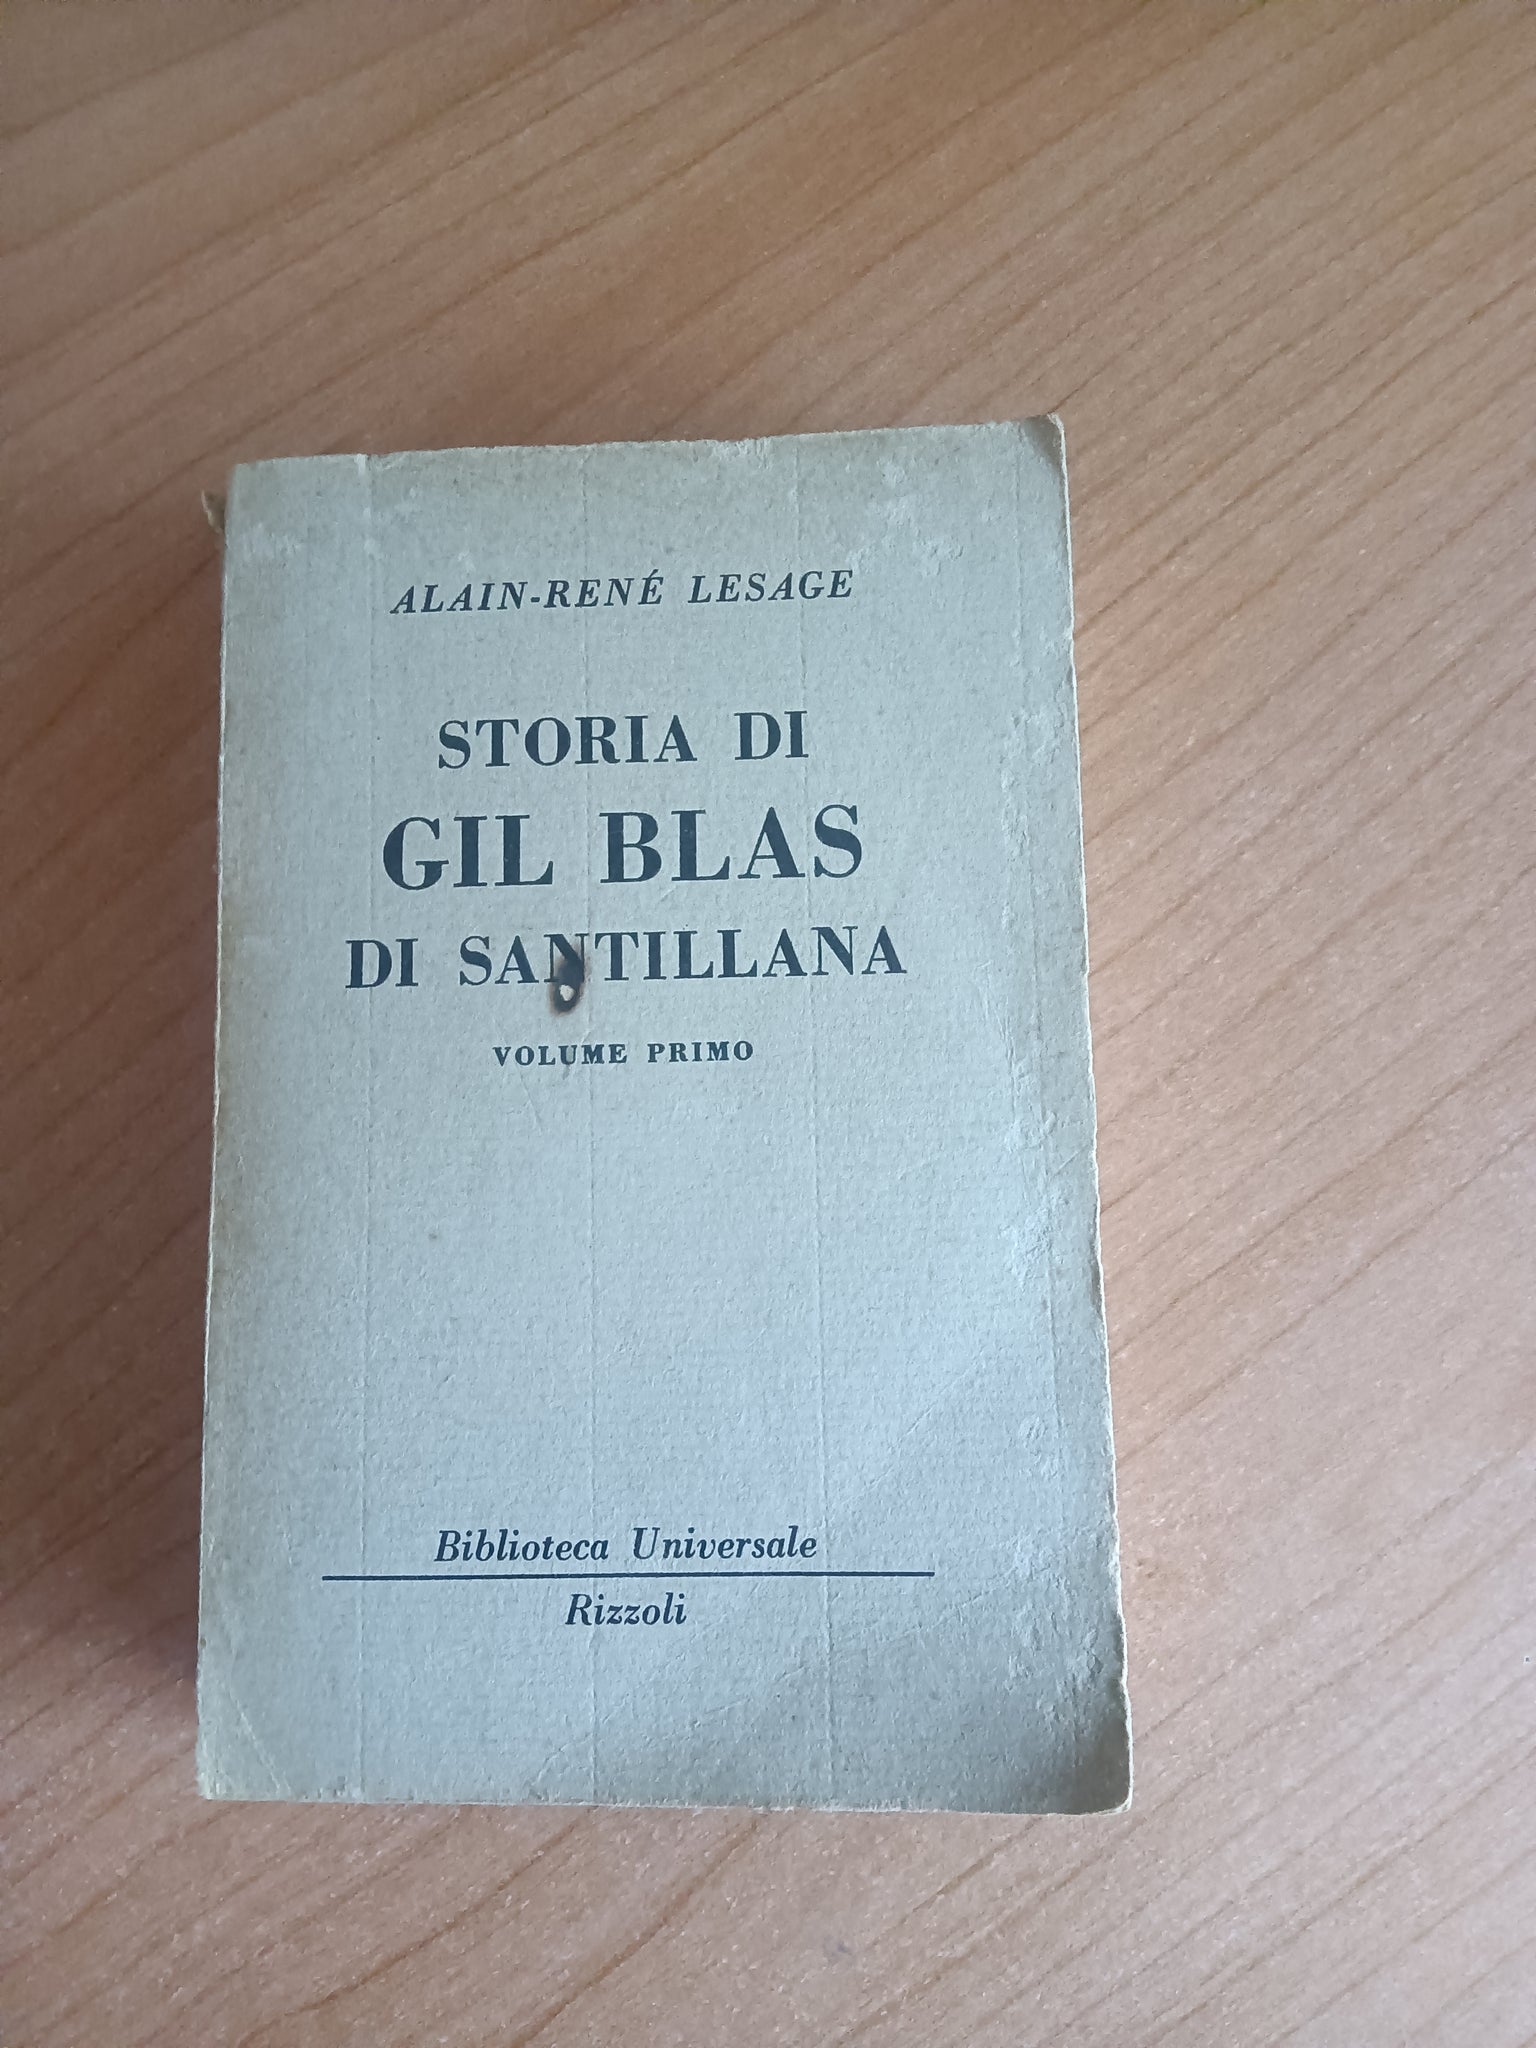 ALAIN-RENÉ LESAGE
STORIA DI
GIL BLAS
DI SANTILLANA
VOLUME PRIMO
Biblioteca Universale
Rizzoli